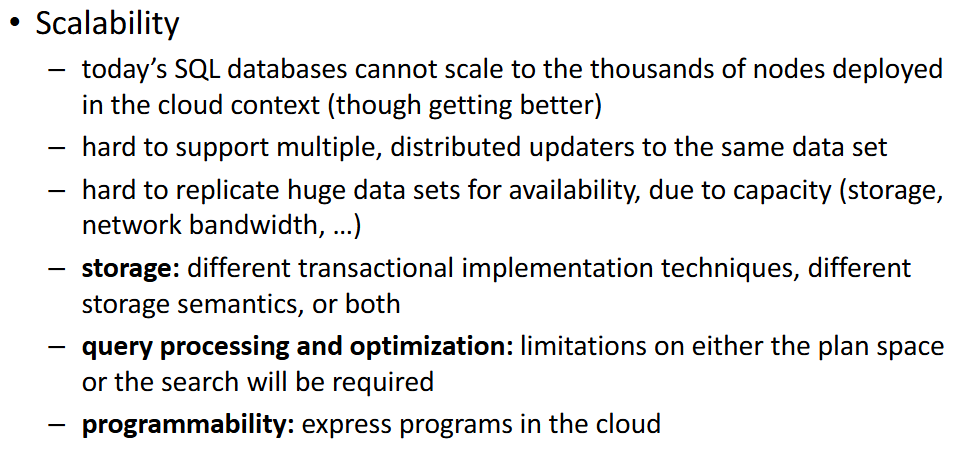 • Scalability
– today’s SQL databases cannot scale to the thousands of nodes deployed
in the cloud context (though getting better)
– hard to support multiple, distributed updaters to the same data set
– hard to replicate huge data sets for availability, due to capacity (storage,
network bandwidth, …)
– storage: different transactional implementation techniques, different
storage semantics, or both
– query processing and optimization: limitations on either the plan space
or the search will be required
– programmability: express programs in the cloud